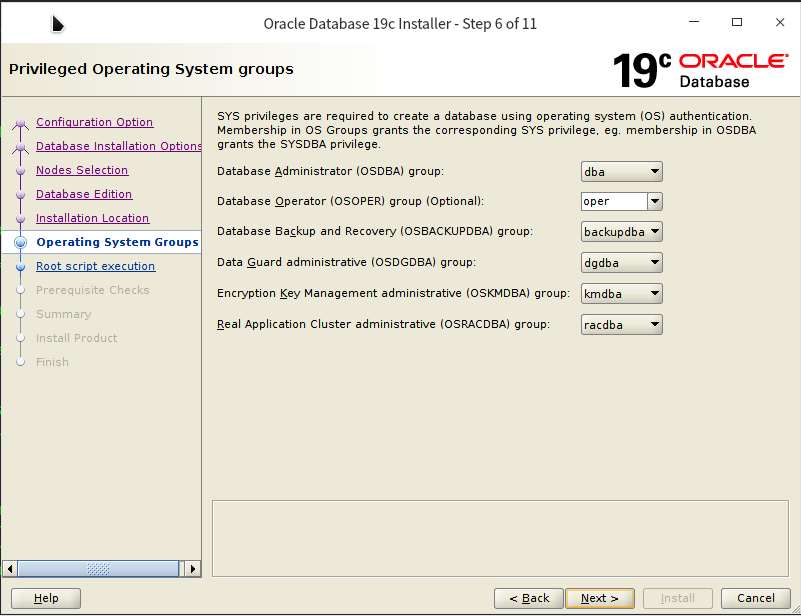 Oracle Database 19c Installer - Step 6 of 11
Privileged Operating System groups
19c ORACLE
Database
Configuration Option
Database Installation Options
Nodes Selection
Database Edition
Installation Location
Operating System Groups
Root script execution
Prerequisite Checks
Summary
Install Product
Finish
SYS privileges are required to create a database using operating system (OS) authentication.
Membership in OS Groups grants the corresponding SYS privilege, eg. membership in OSDBA
grants the SYSDBA privilege.
Database Administrator (OSDBA) group: dba
Database Operator (OSOPER) group (Optional): oper
Database Backup and Recovery (OSBACKUPDBA) group: backupdba
Data Guard administrative (OSDGDBA) group: dgdba
Encryption Key Management administrative (OSKMDBA) group: kmdba
Real Application Cluster administrative (OSRACDBA) group: racdba
Help
< Back Next > Install Cancel